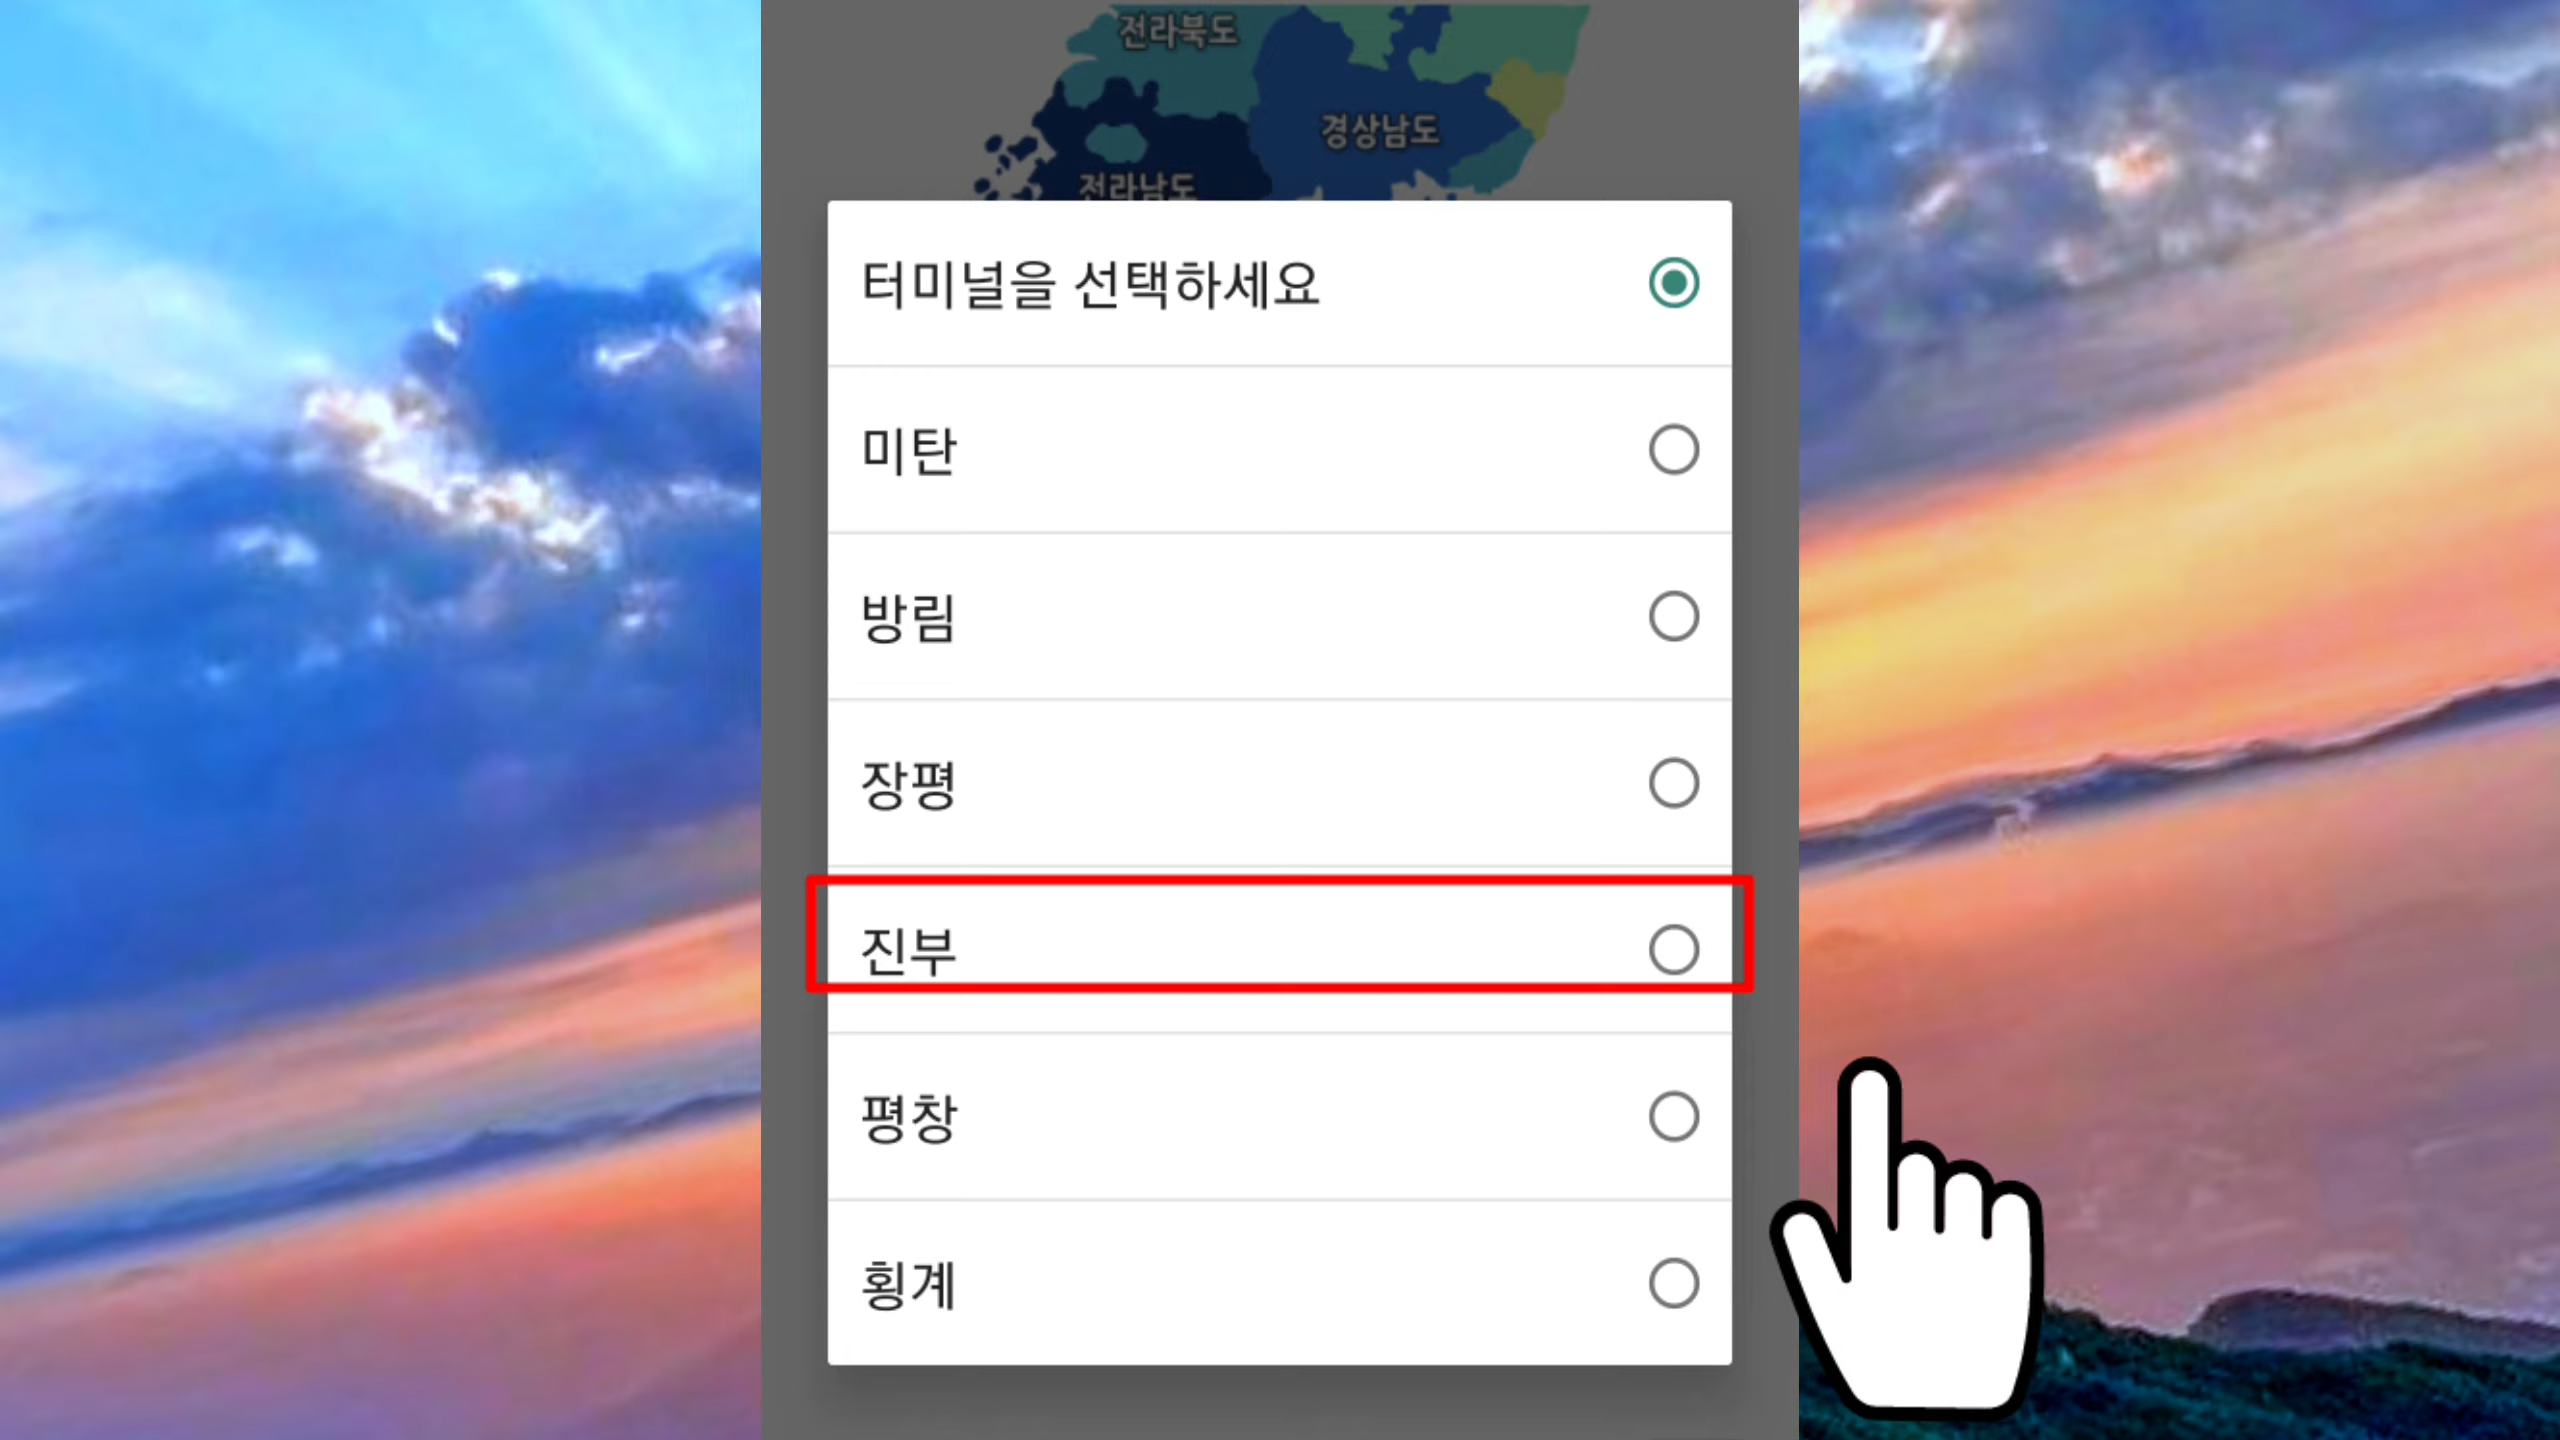 전라북도
경상남도
전라남도
터미널을 선택하세요
미탄
방림
장평
진부
평창
횡계